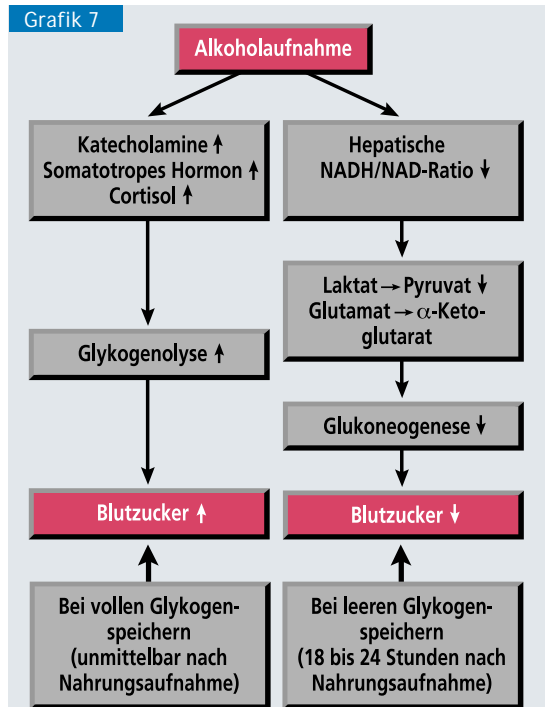 Grafik 7
Alkoholaufnahme
Katecholamine ↑
Somatotropes Hormon ↑
Cortisol ↑
Glykogenolyse ↑
Blutzucker ↑
Bei vollen Glykogen-
speichern
(unmittelbar nach
Nahrungsaufnahme)
Hepatische
NADH/NAD-Ratio ↓
Laktat → Pyruvat ↓
Glutamat → α-Keto-
glutarat
Glukoneogenese ↓
Blutzucker ↓
Bei leeren Glykogen-
speichern
(18 bis 24 Stunden nach
Nahrungsaufnahme)